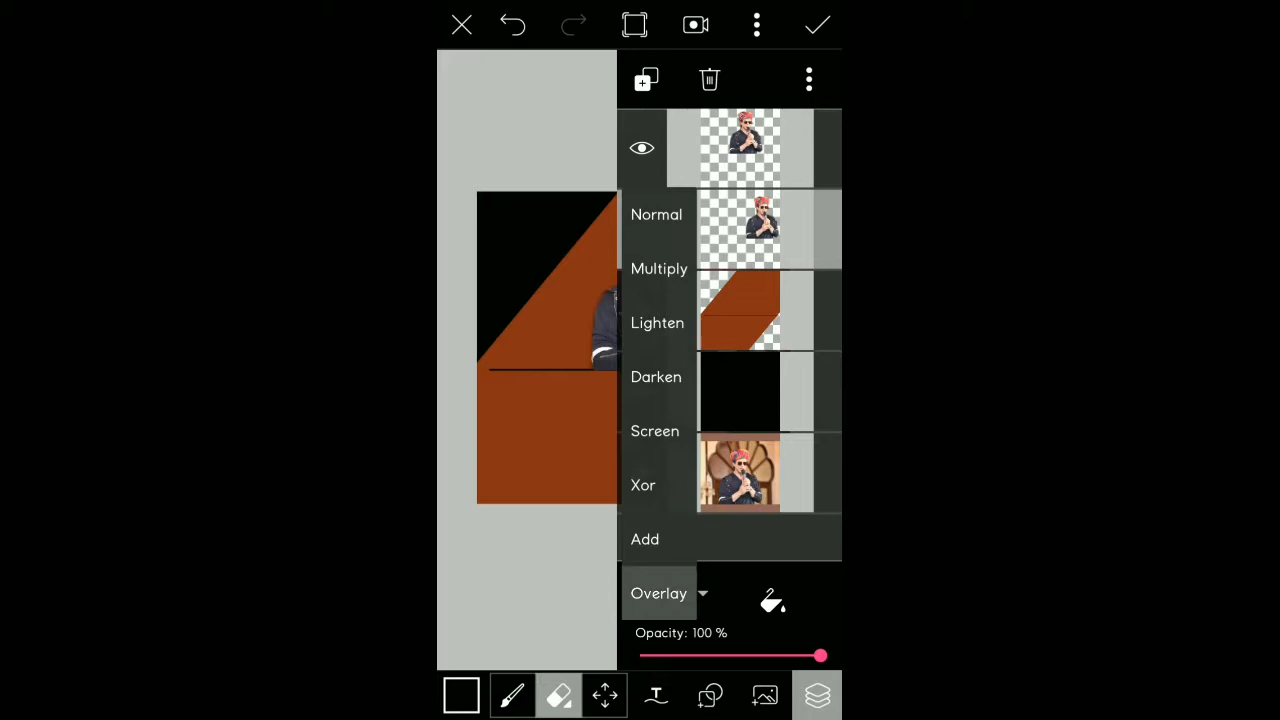 Normal
Multiply
Lighten
Darken
Screen
Xor
Add
Overlay
Opacity: 100 %
T